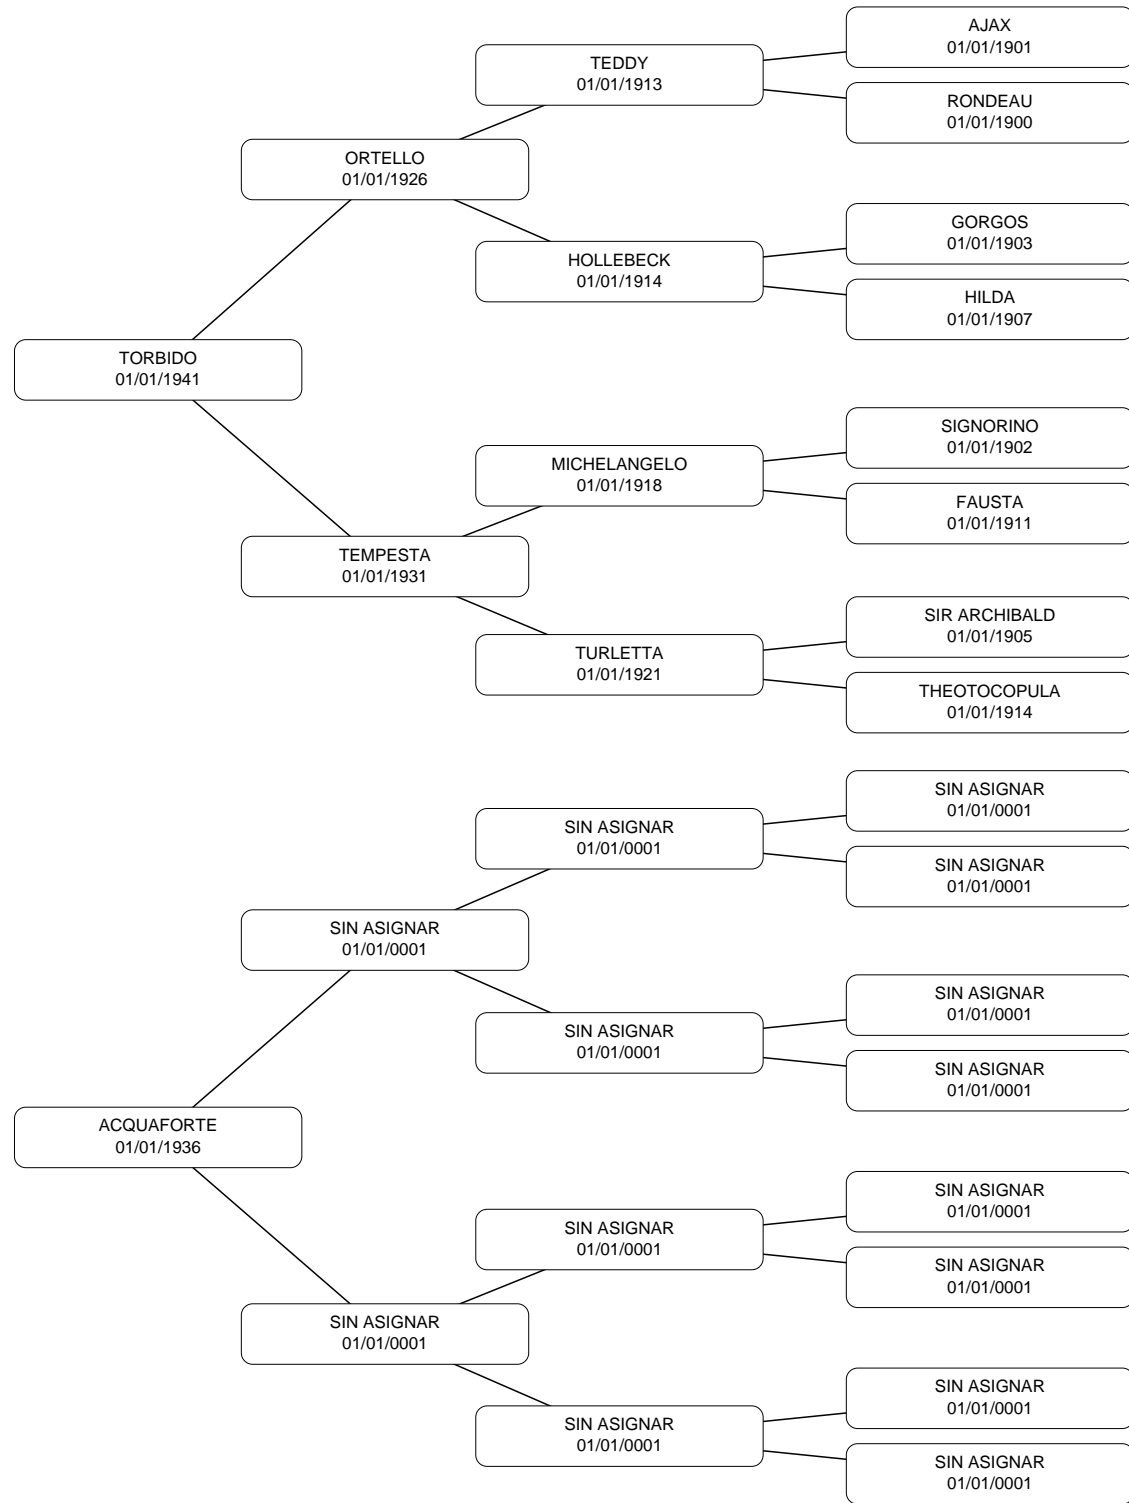 AJAX
01/01/1901
TEDDY
01/01/1913
RONDEAU
01/01/1900
ORTELLO
01/01/1926
GORGOS
01/01/1903
HOLLEBECK
01/01/1914
HILDA
01/01/1907
TORBIDO
01/01/1941
SIGNORINO
01/01/1902
MICHELANGELO
01/01/1918
FAUSTA
01/01/1911
TEMPESTA
01/01/1931
SIR ARCHIBALD
01/01/1905
TURLETTA
01/01/1921
THEOTOCOPULA
01/01/1914
SIN ASIGNAR
01/01/0001
SIN ASIGNAR
01/01/0001
SIN ASIGNAR
01/01/0001
SIN ASIGNAR
01/01/0001
SIN ASIGNAR
01/01/0001
SIN ASIGNAR
01/01/0001
SIN ASIGNAR
01/01/0001
ACQUAFORTE
01/01/1936
SIN ASIGNAR
01/01/0001
SIN ASIGNAR
01/01/0001
SIN ASIGNAR
01/01/0001
SIN ASIGNAR
01/01/0001
SIN ASIGNAR
01/01/0001
SIN ASIGNAR
01/01/0001
SIN ASIGNAR
01/01/0001